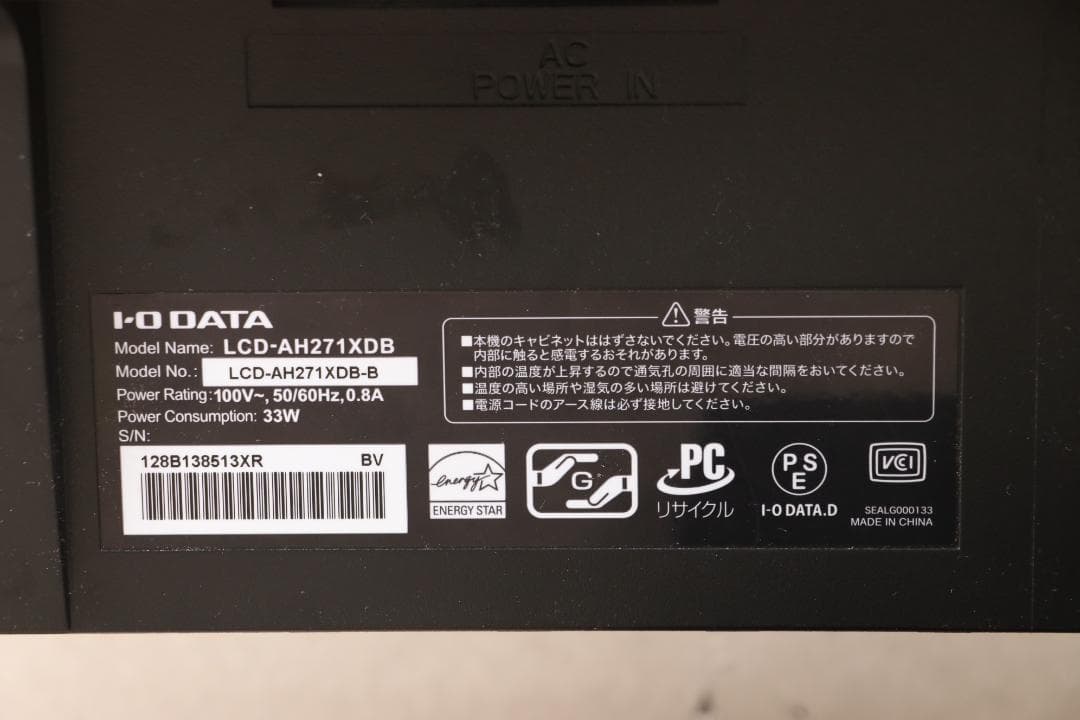 AC
POWER IN
I-O DATA
Model Name: LCD-AH271XDB
Model No.: LCD-AH271XDB-B
Power Rating:100V~, 50/60Hz,0.8A
Power Consumption: 33W
S/N:
128B138513XR BV
警告
■本機のキャビネットははずさないでください。電圧の高い部分がありますので
内部に触ると感電するおそれがあります。
■内部の温度が上昇するので通気孔の周囲に適当な間隔をおいてください。
■温度の高い場所や湿気の多い場所は避けてください。
■電源コードのアース線は必ず接地してください。
energy
ENERGY STAR
G
PC
リサイクル
PS
E
I-O DATA.D
VCI
SEALG000133
MADE IN CHINA